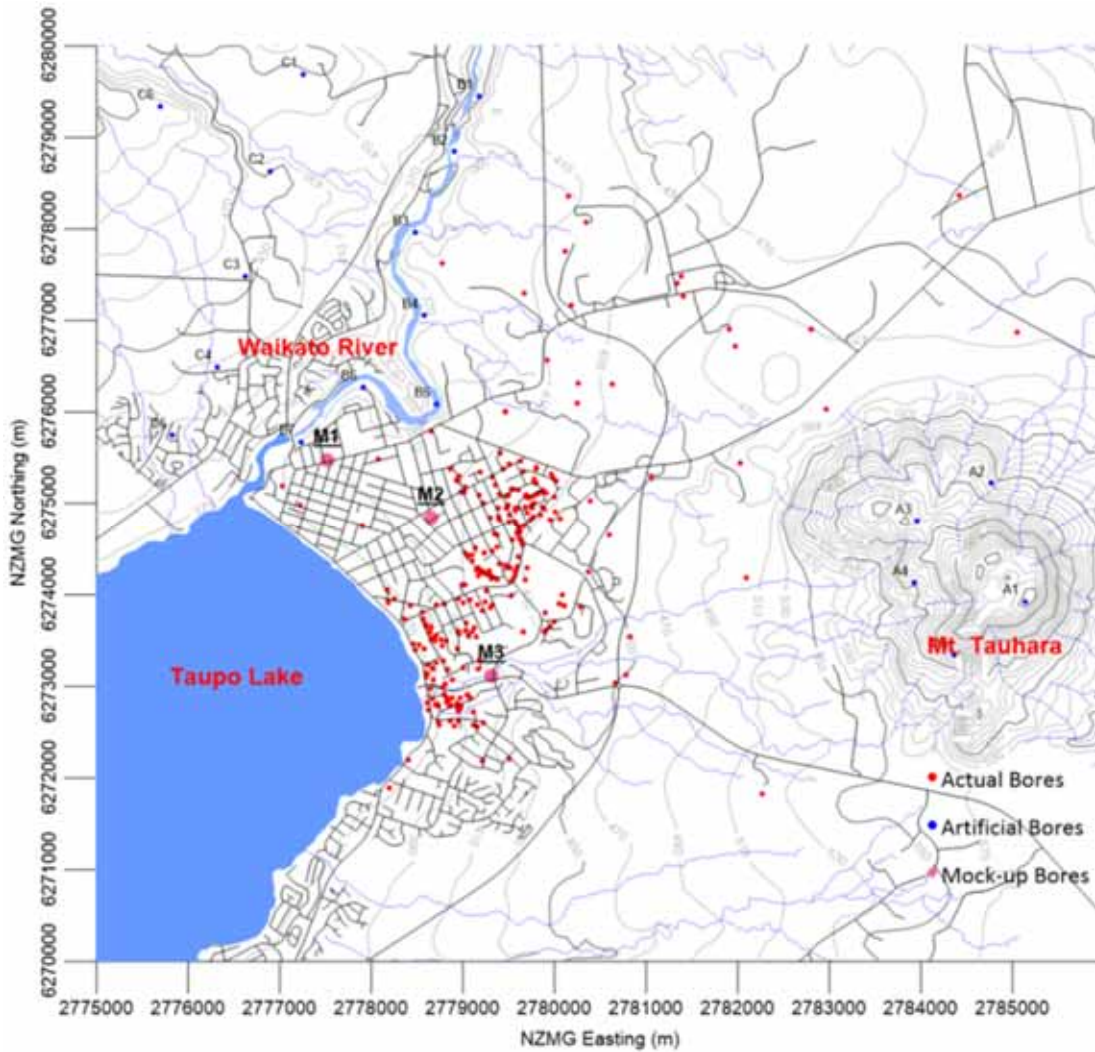 6280000
6279000
6278000
6277000
6276000
6275000
6274000
6273000
6272000
6271000
6270000
NZMG Northing (m)
C1
C6
B1
B2
C2
B3
C3
B4
Waikato River
C4
B5
M1
A2
M2
A3
A4
A1
M3
Mt. Tauhara
Taupo Lake
Actual Bores
Artificial Bores
Mock-up Bores
2775000 2776000 2777000 2778000 2779000 2780000 2781000 2782000 2783000 2784000 2785000
NZMG Easting (m)